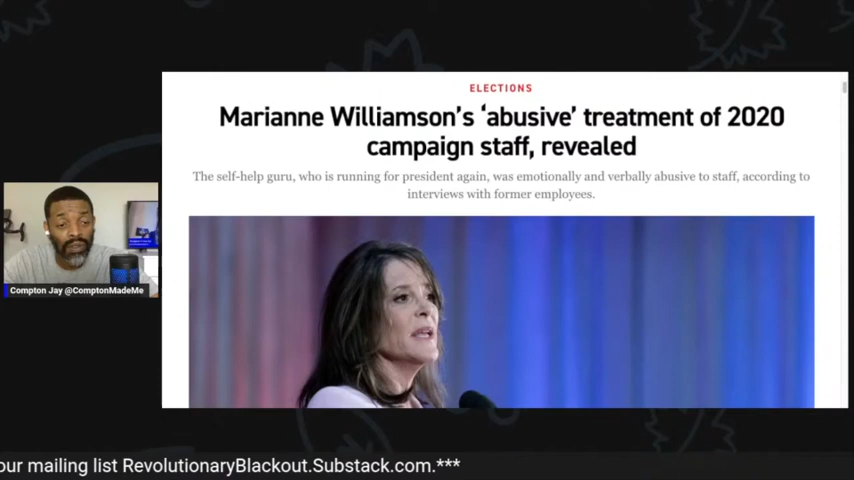 ELECTIONS
Marianne Williamson's ‘abusive’ treatment of 2020
campaign staff, revealed
The self-help guru, who is running for president again, was emotionally and verbally abusive to staff, according to
interviews with former employees.
Compton Jay @ComptonMadeMe
our mailing list RevolutionaryBlackout.Substack.com.***